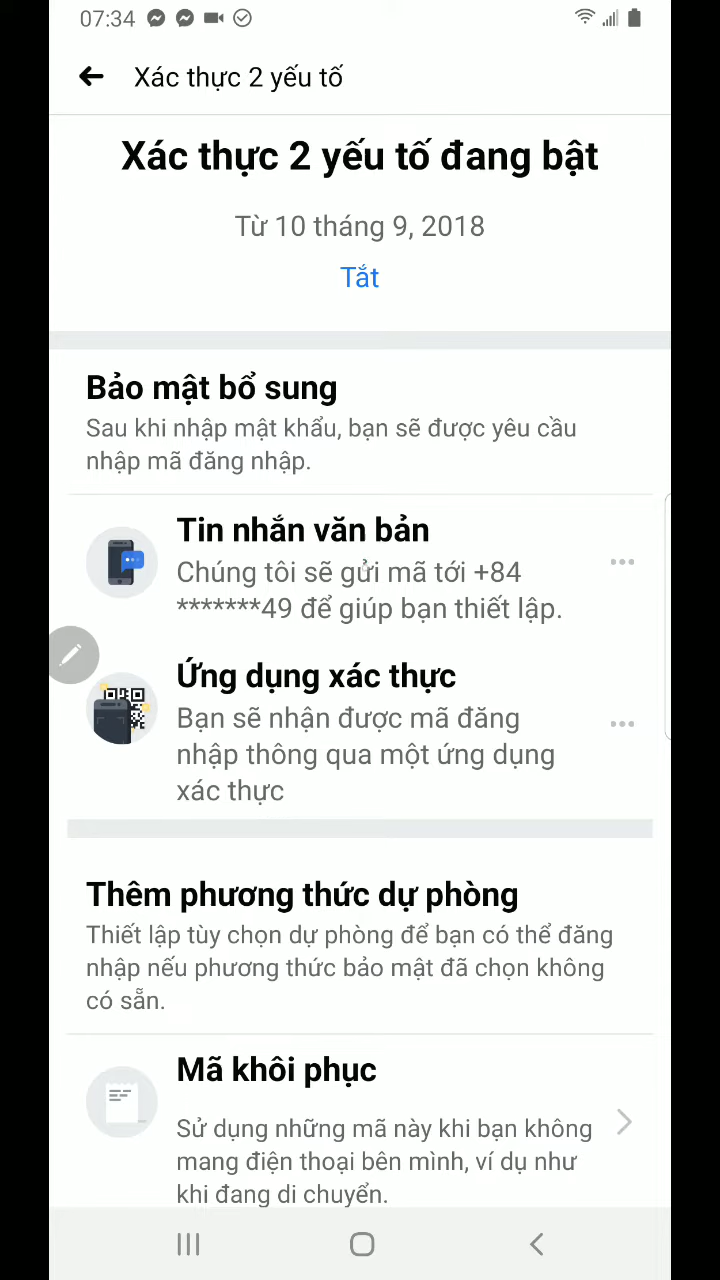 07:34
Xác thực 2 yếu tố
Xác thực 2 yếu tố đang bật
Từ 10 tháng 9, 2018
Tắt
Bảo mật bổ sung
Sau khi nhập mật khẩu, bạn sẽ được yêu cầu
nhập mã đăng nhập.
Tin nhắn văn bản
Chúng tôi sẽ gửi mã tới +84
*******49 để giúp bạn thiết lập.
Ứng dụng xác thực
Bạn sẽ nhận được mã đăng
nhập thông qua một ứng dụng
xác thực
Thêm phương thức dự phòng
Thiết lập tùy chọn dự phòng để bạn có thể đăng
nhập nếu phương thức bảo mật đã chọn không
có sẵn.
Mã khôi phục
Sử dụng những mã này khi bạn không
mang điện thoại bên mình, ví dụ như
khi đang di chuyển.